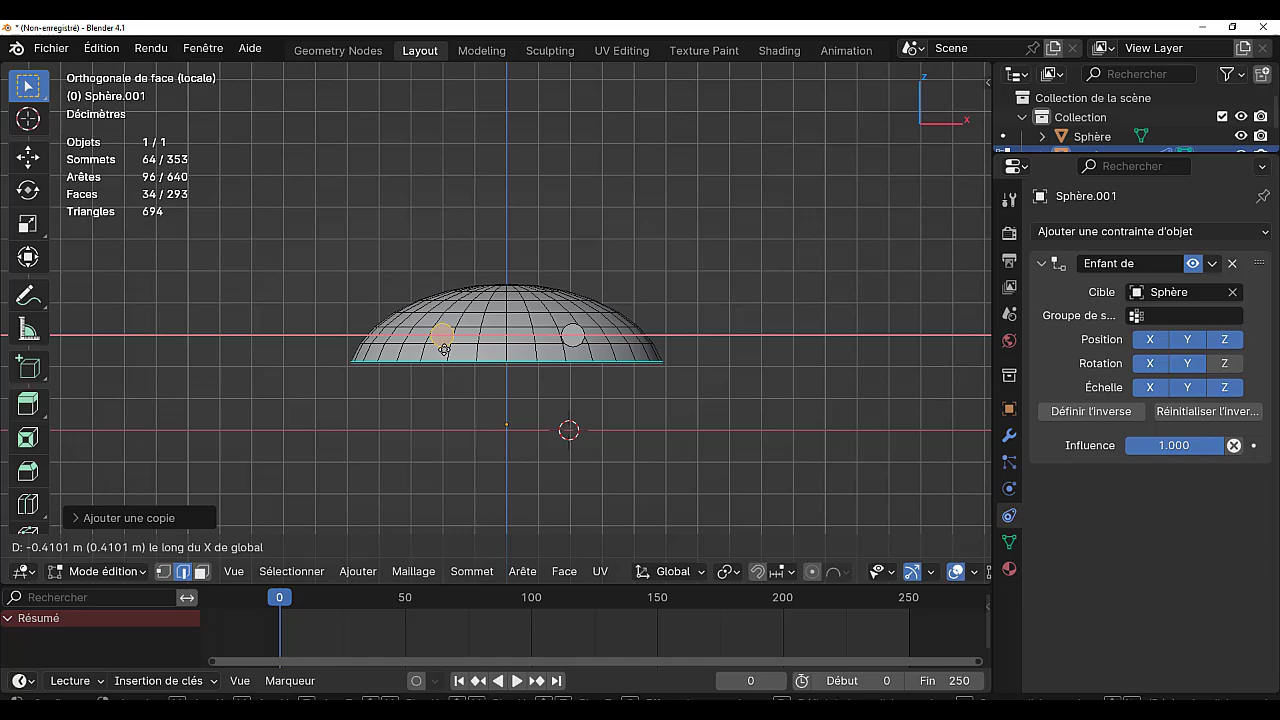 * (Non-enregistré) - Blender 4.1
Fichier Édition Rendu Fenêtre Aide Geometry Nodes Layout Modeling Sculpting UV Editing Texture Paint Shading Animation Scene View Layer
Orthogonale de face (locale)
(0) Sphère.001
Décimètres
Objets 1 / 1
Sommets 64 / 353
Arêtes 96 / 640
Faces 34 / 293
Triangles 694
z
x
> Ajouter une copie
D: -0.4101 m (0.4101 m) le long du X de global
Mode édition Vue Sélectionner Ajouter Maillage Sommet Arête Face UV Global
Rechercher
Collection de la scène
Collection
Sphère
Rechercher
Sphère.001
Ajouter une contrainte d'objet
Enfant de
Cible Sphère
Groupe de s...
Position X Y Z
Rotation X Y Z
Échelle X Y Z
Définir l'inverse Réinitialiser l'inver...
Influence 1.000
Rechercher 0 50 100 150 200 250
Résumé
Lecture Insertion de clés Vue Marqueur 0 Début 0 Fin 250